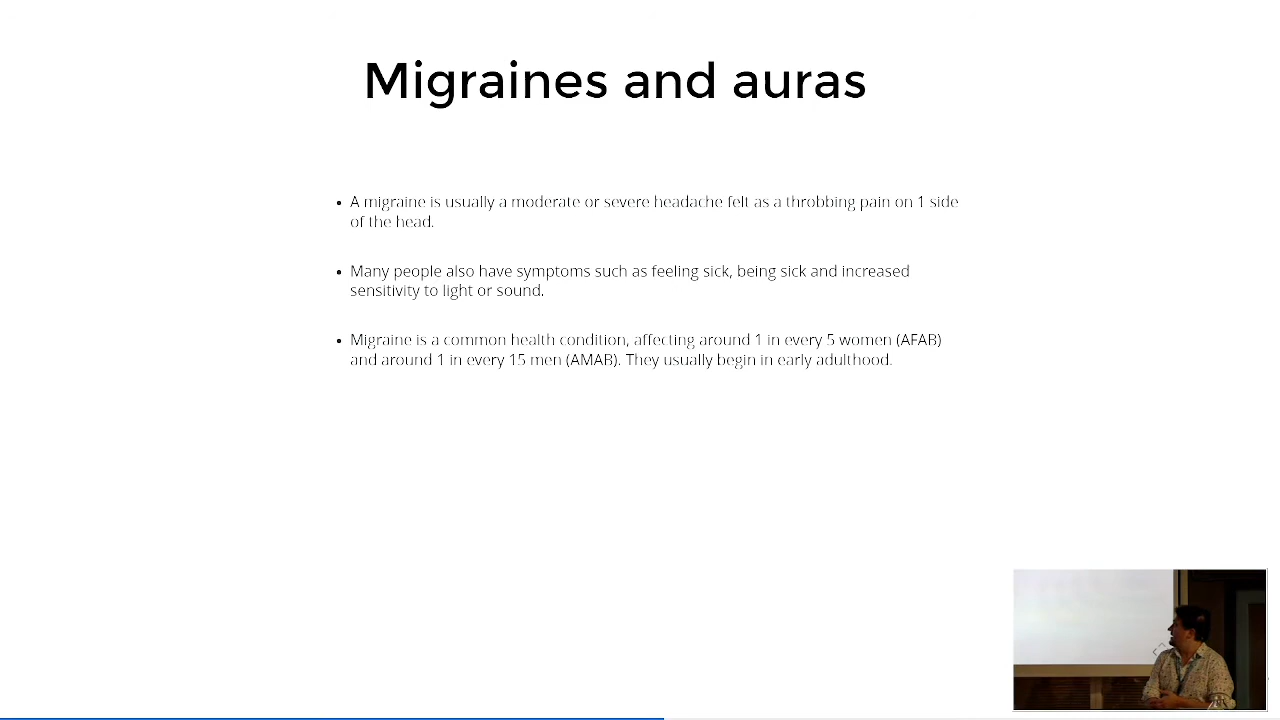 Migraines and auras
• A migraine is usually a moderate or severe headache felt as a throbbing pain on 1 side
of the head.
• Many people also have symptoms such as feeling sick, being sick and increased
sensitivity to light or sound.
• Migraine is a common health condition, affecting around 1 in every 5 women (AFAB)
and around 1 in every 15 men (AMAB). They usually begin in early adulthood.